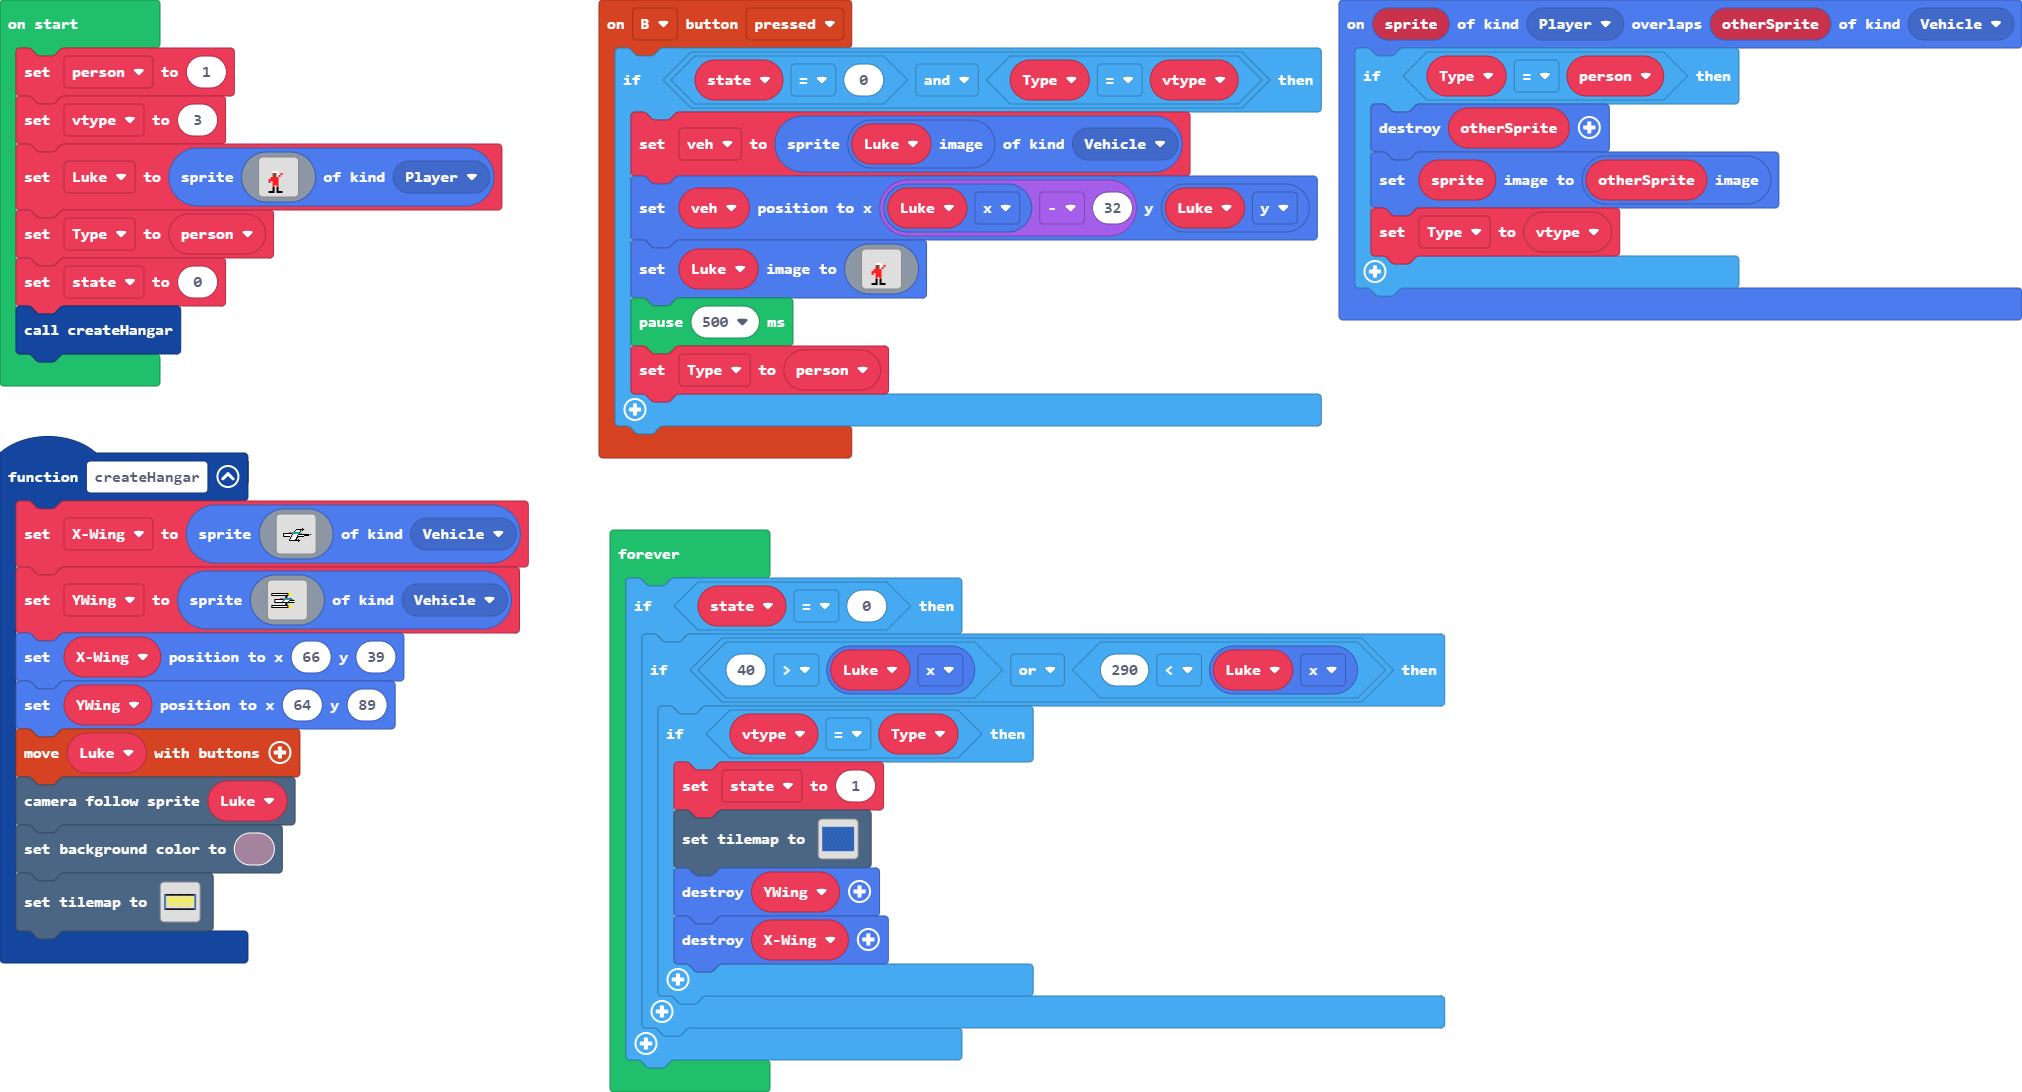 on start
set person to 1
set vtype to 3
set Luke to sprite of kind Player
set Type to person
set state to 0
call createHangar
function createHangar
set X-Wing to sprite of kind Vehicle
set YWing to sprite of kind Vehicle
set X-Wing position to x 66 y 39
set YWing position to x 64 y 89
move Luke with buttons
camera follow sprite Luke
set background color to
set tilemap to
on B button pressed
if state = 0 and Type = vtype then
set veh to sprite Luke image of kind Vehicle
set veh position to x Luke x - 32 y Luke y
set Luke image to
pause 500 ms
set Type to person
forever
if state = 0 then
if 40 > Luke x or 290 < Luke x then
if vtype = Type then
set state to 1
set tilemap to
destroy YWing
destroy X-Wing
on sprite of kind Player overlaps otherSprite of kind Vehicle
if Type = person then
destroy otherSprite
set sprite image to otherSprite image
set Type to vtype